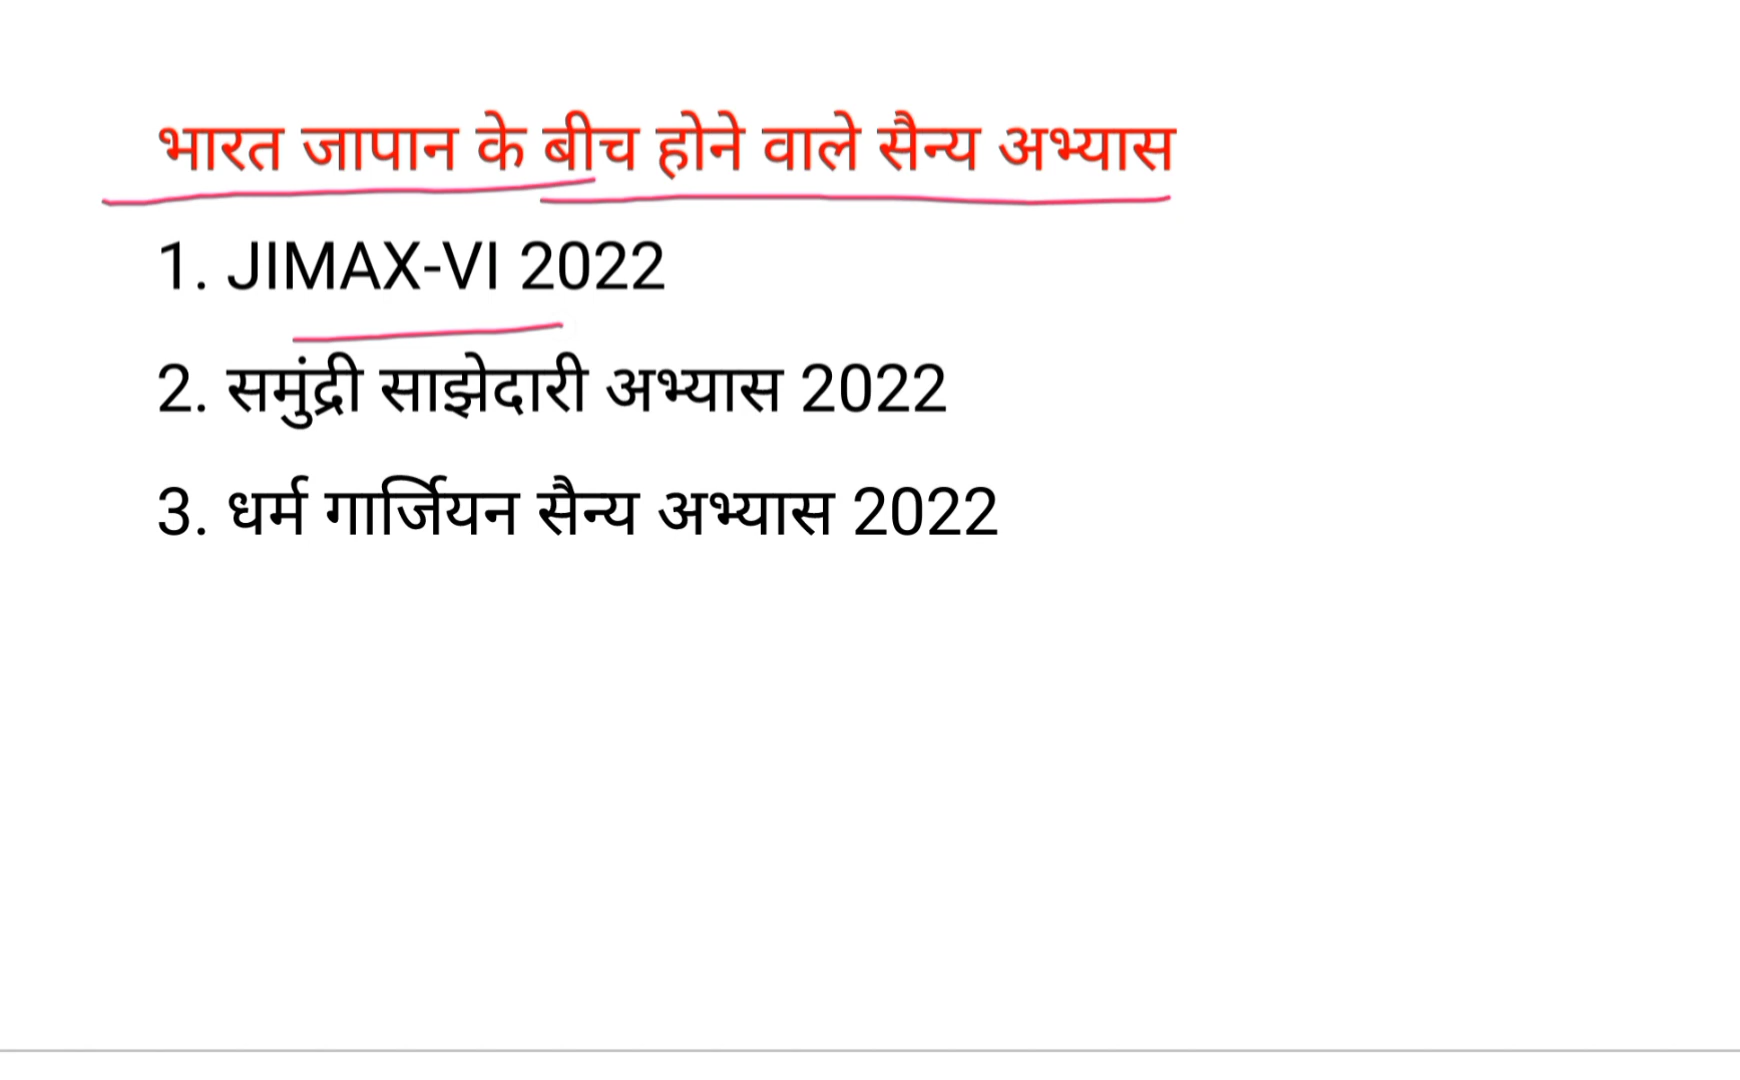 भारत जापान के बीच होने वाले सैन्य अभ्यास
1. JIMAX-VI 2022
2. समुंद्री साझेदारी अभ्यास 2022
3. धर्म गार्जियन सैन्य अभ्यास 2022